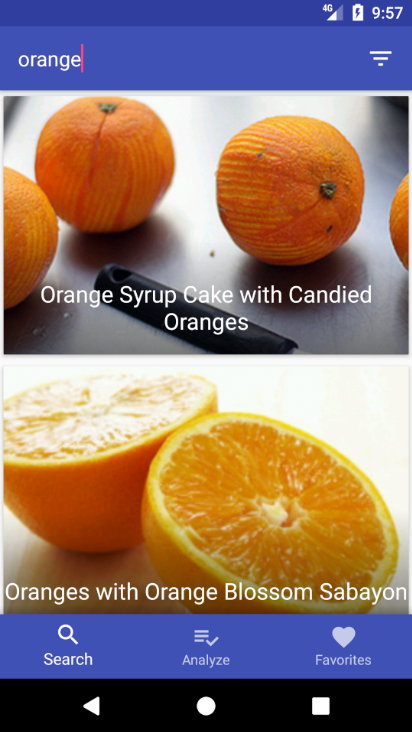 4G 9:57
orange
Orange Syrup Cake with Candied
Oranges
Oranges with Orange Blossom Sabayon
Search Analyze Favorites